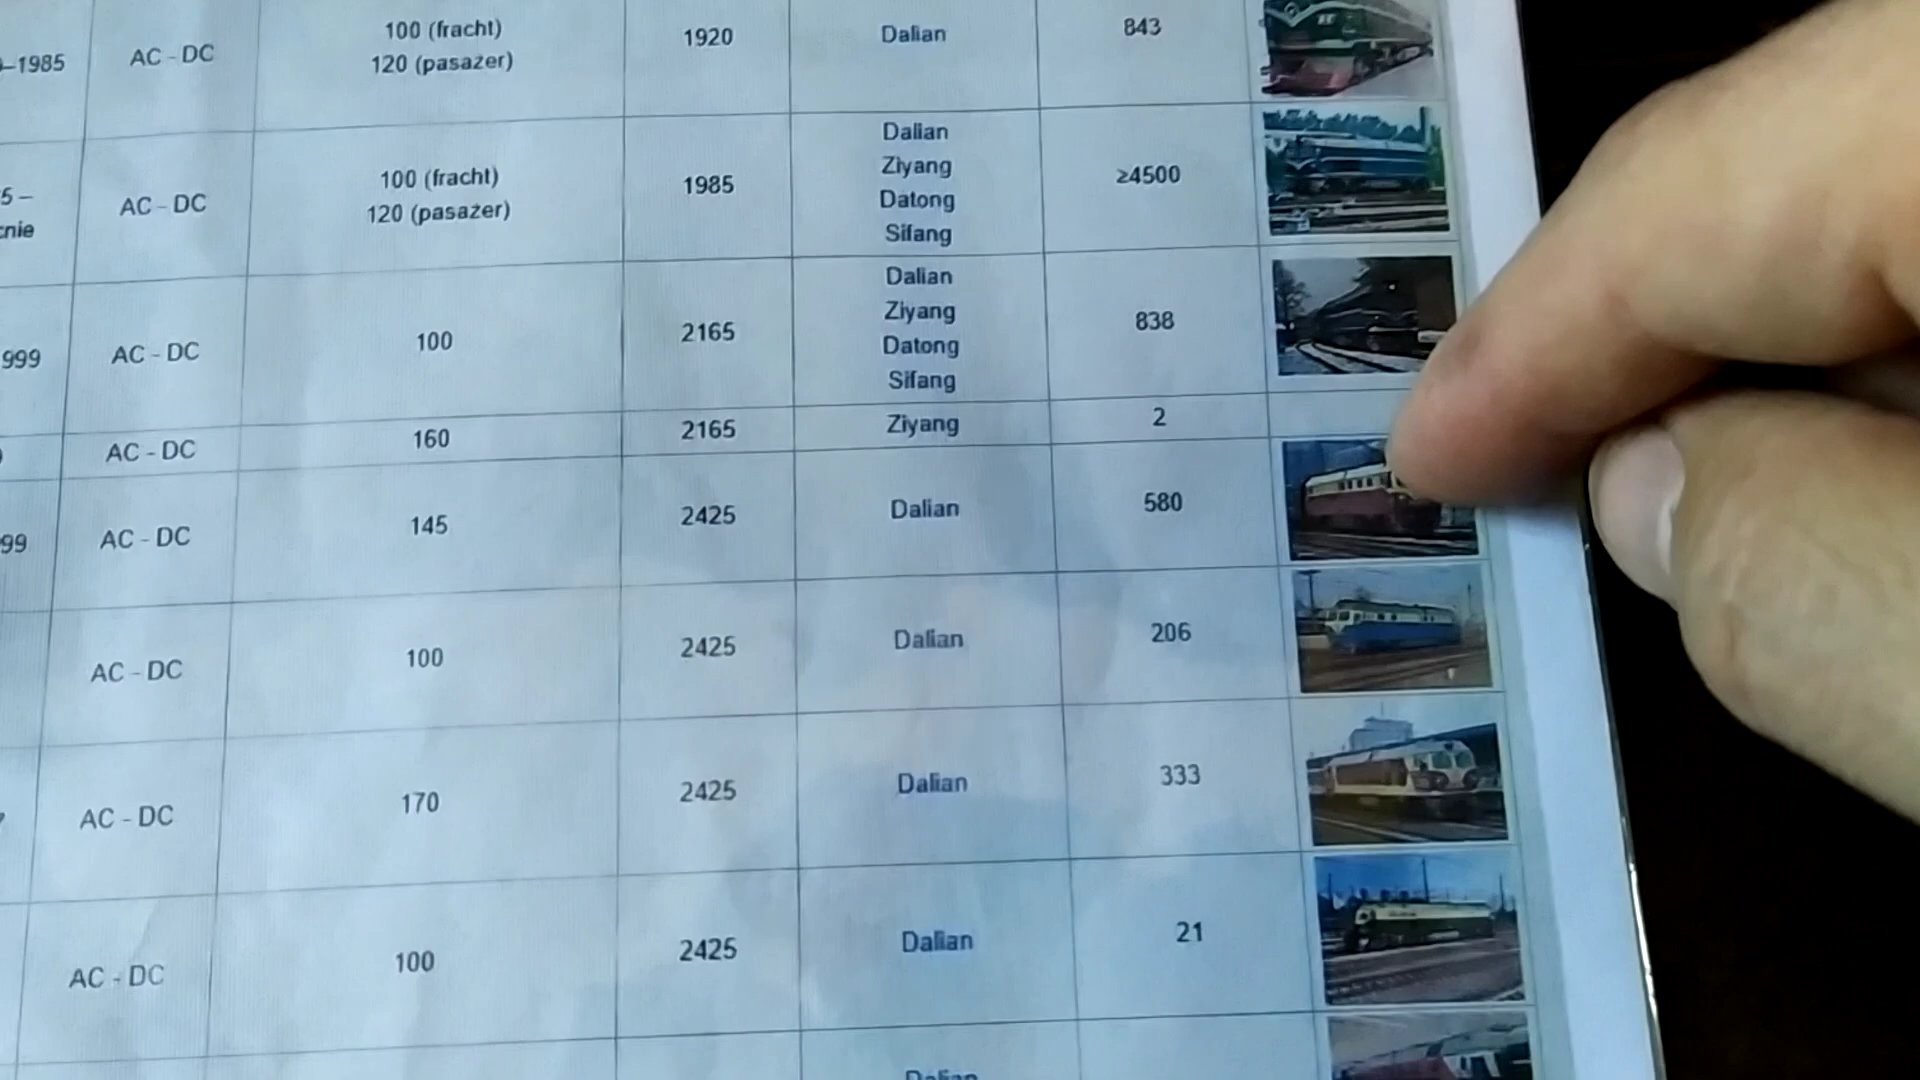 –1985 AC - DC 100 (fracht) 1920 Dalian 843
120 (pasażer)
5 – AC - DC 100 (fracht) 1985 Dalian ≥4500
120 (pasażer) Ziyang
Datong
Sifang
999 AC - DC 100 2165 Dalian 838
Ziyang
Datong
Sifang
AC - DC 160 2165 Ziyang 2
99 AC - DC 145 2425 Dalian 580
AC - DC 100 2425 Dalian 206
AC - DC 170 2425 Dalian 333
AC - DC 100 2425 Dalian 21
Dalian